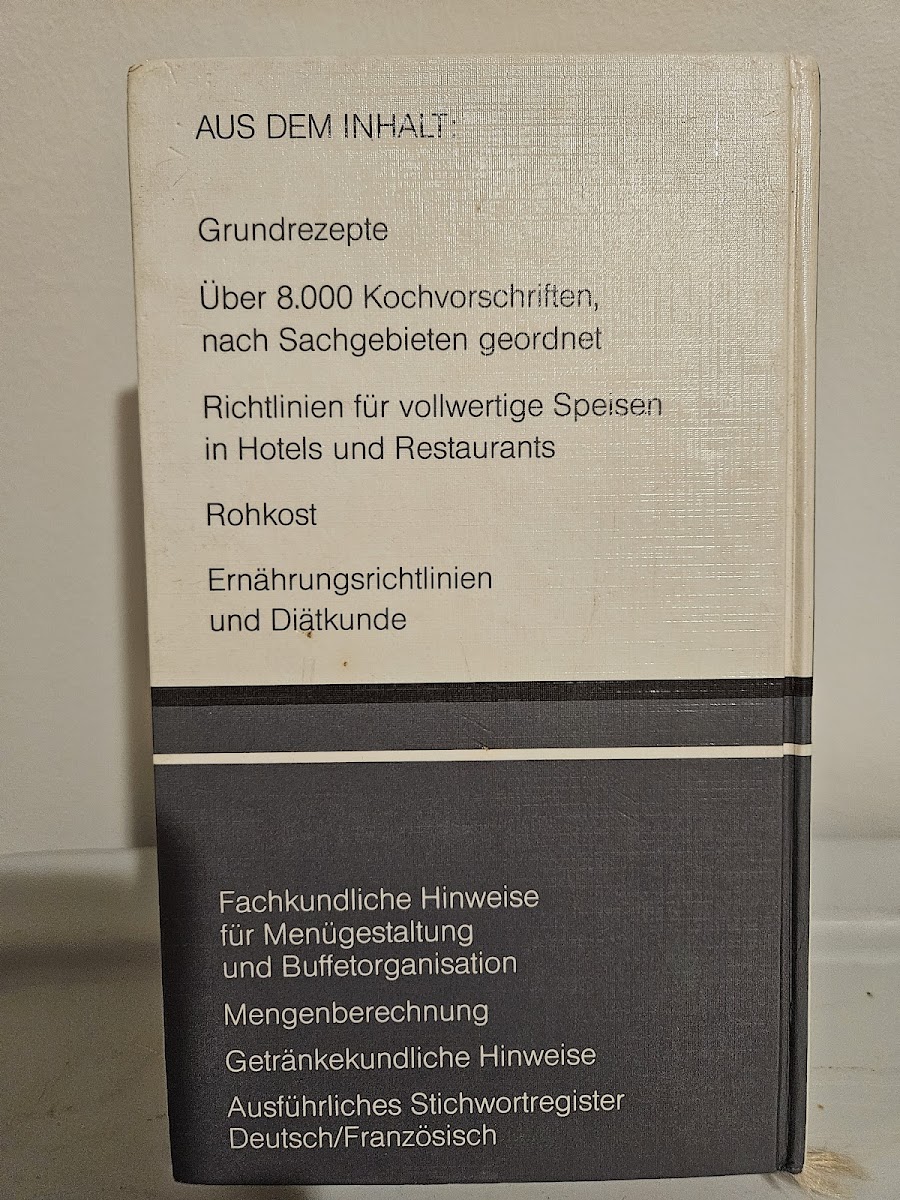 AUS DEM INHALT:
Grundrezepte
Über 8.000 Kochvorschriften,
nach Sachgebieten geordnet
Richtlinien für vollwertige Speisen
in Hotels und Restaurants
Rohkost
Ernährungsrichtlinien
und Diätkunde
Fachkundliche Hinweise
für Menügestaltung
und Buffetorganisation
Mengenberechnung
Getränkekundliche Hinweise
Ausführliches Stichwortregister
Deutsch/Französisch